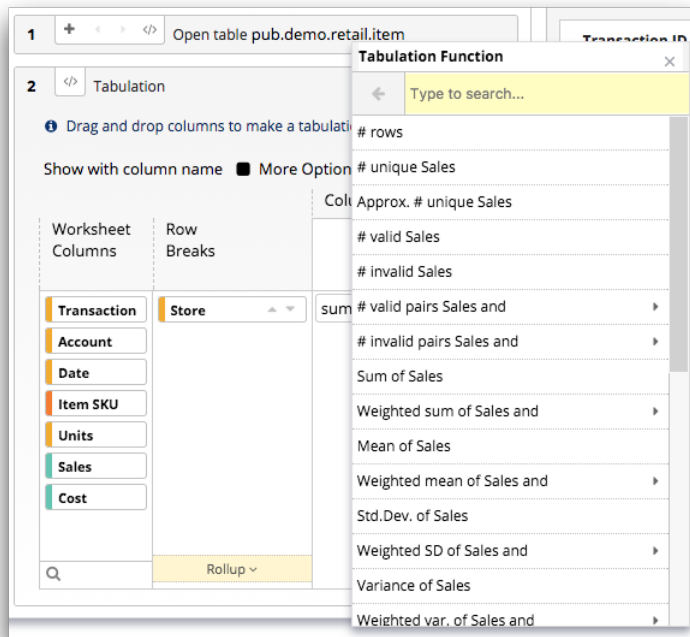 1 Open table pub.demo.retail.item
Transaction ID
2 Tabulation
Drag and drop columns to make a tabulati
Show with column name More Option
Colu
Worksheet
Columns
Row
Breaks
Transaction
Account
Date
Item SKU
Units
Sales
Cost
Store
sum
Rollup
Tabulation Function
Type to search...
# rows
# unique Sales
Approx. # unique Sales
# valid Sales
# invalid Sales
# valid pairs Sales and
# invalid pairs Sales and
Sum of Sales
Weighted sum of Sales and
Mean of Sales
Weighted mean of Sales and
Std.Dev. of Sales
Weighted SD of Sales and
Variance of Sales
Weighted var. of Sales and